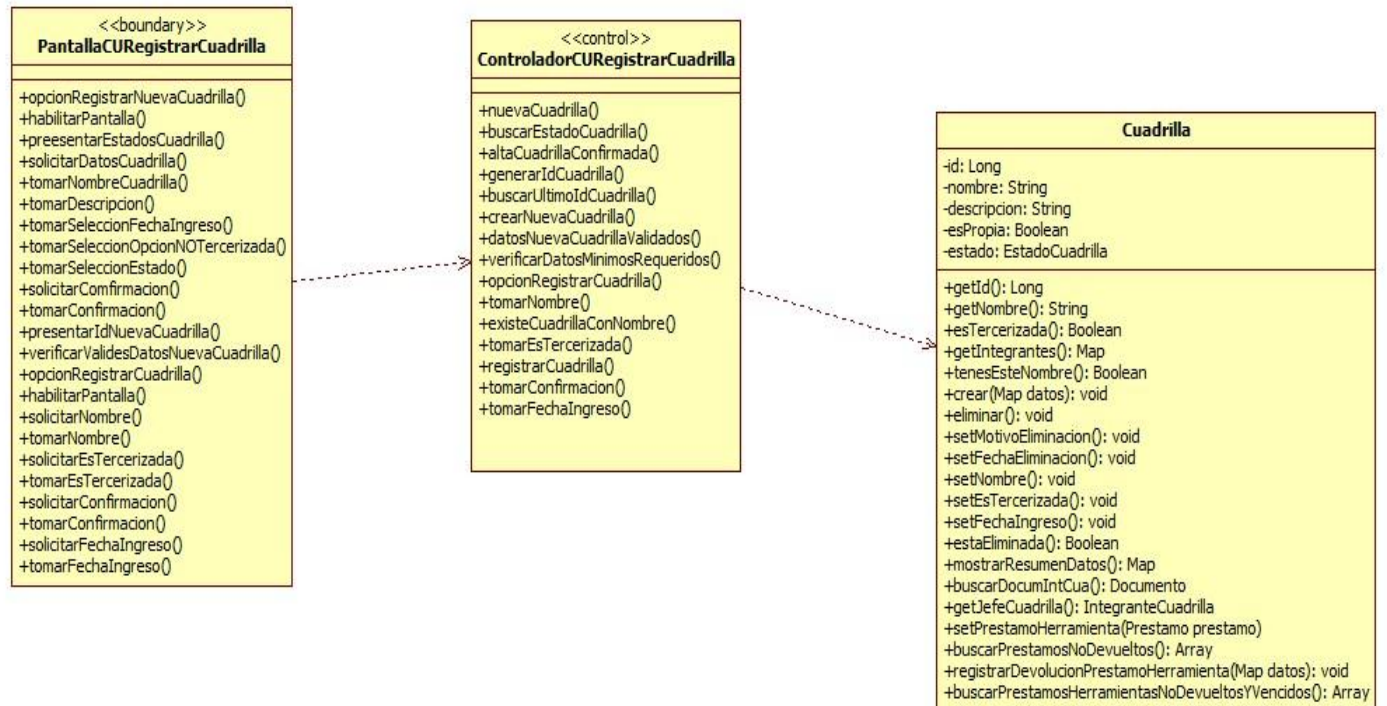 <<boundary>>
PantallaCURegistrarCuadrilla
+opcionRegistrarNuevaCuadrilla()
+habilitarPantalla()
+preesentarEstadosCuadrilla()
+solicitarDatosCuadrilla()
+tomarNombreCuadrilla()
+tomarDescripcion()
+tomarSeleccionFechaIngreso()
+tomarSeleccionOpcionNOTercerizada()
+tomarSeleccionEstado()
+solicitarComfirmacion()
+tomarConfirmacion()
+presentarIdNuevaCuadrilla()
+verificarValidesDatosNuevaCuadrilla()
+opcionRegistrarCuadrilla()
+habilitarPantalla()
+solicitarNombre()
+tomarNombre()
+solicitarEsTercerizada()
+tomarEsTercerizada()
+solicitarConfirmacion()
+tomarConfirmacion()
+solicitarFechaIngreso()
+tomarFechaIngreso()
<<control>>
ControladorCURegistrarCuadrilla
+nuevaCuadrilla()
+buscarEstadoCuadrilla()
+altaCuadrillaConfirmada()
+generarIdCuadrilla()
+buscarUltimoIdCuadrilla()
+crearNuevaCuadrilla()
+datosNuevaCuadrillaValidados()
+verificarDatosMinimosRequeridos()
+opcionRegistrarCuadrilla()
+tomarNombre()
+existeCuadrillaConNombre()
+tomarEsTercerizada()
+registrarCuadrilla()
+tomarConfirmacion()
+tomarFechaIngreso()
Cuadrilla
-id: Long
-nombre: String
-descripcion: String
-esPropia: Boolean
-estado: EstadoCuadrilla
+getId(): Long
+getNombre(): String
+esTercerizada(): Boolean
+getIntegrantes(): Map
+tenesEsteNombre(): Boolean
+crear(Map datos): void
+eliminar(): void
+setMotivoEliminacion(): void
+setFechaEliminacion(): void
+setNombre(): void
+setEsTercerizada(): void
+setFechaIngreso(): void
+estaEliminada(): Boolean
+mostrarResumenDatos(): Map
+buscarDocumIntCua(): Documento
+getJefeCuadrilla(): IntegranteCuadrilla
+setPrestamoHerramienta(Prestamo prestamo)
+buscarPrestamosNoDevueltos(): Array
+registrarDevolucionPrestamoHerramienta(Map datos): void
+buscarPrestamosHerramientasNoDevueltosYVencidos(): Array